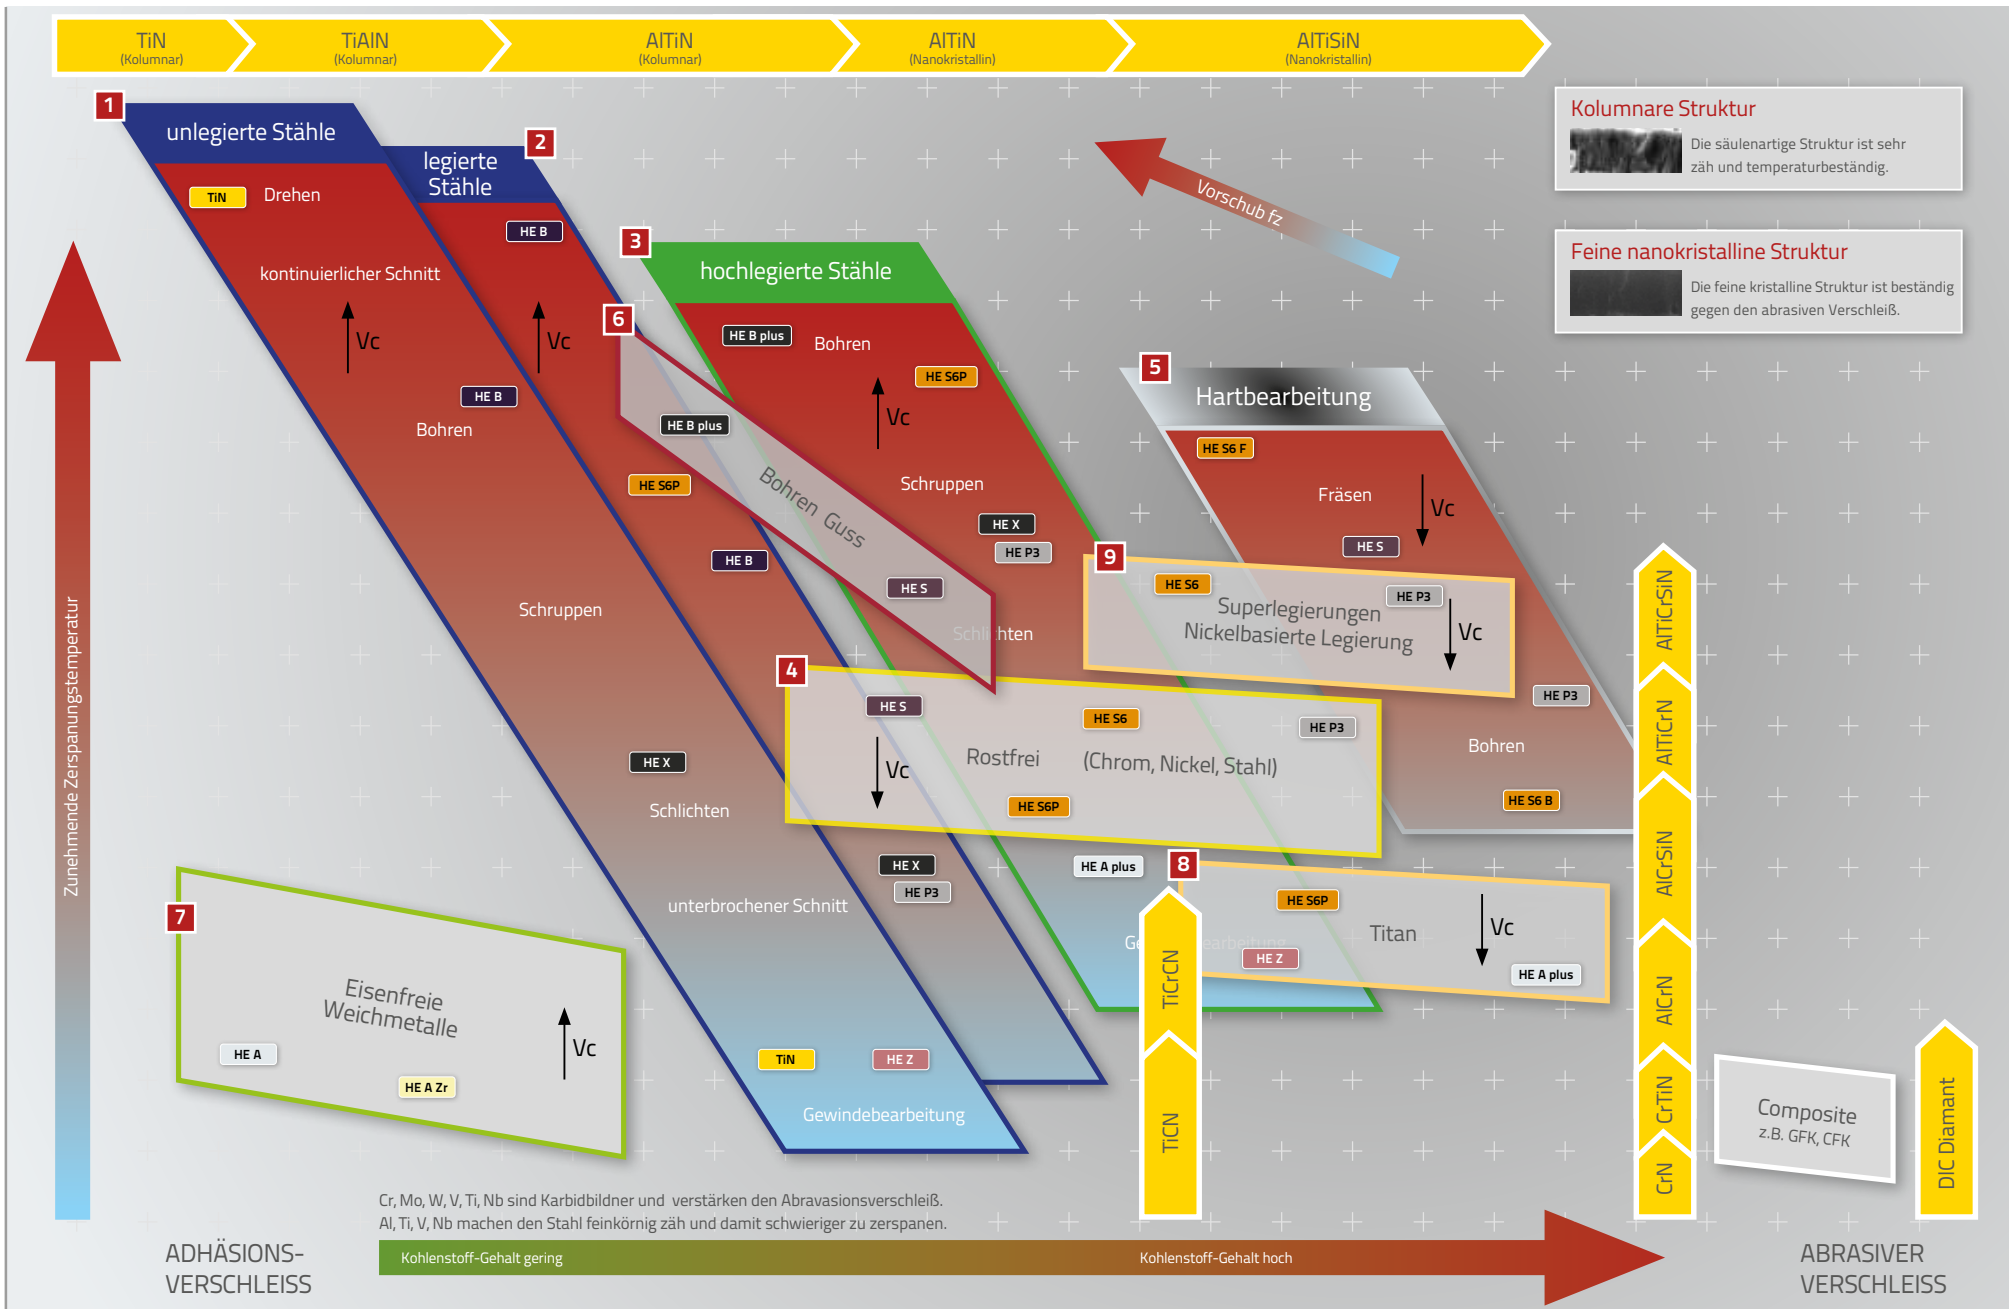 TiN
(Kolumnar)
TiAlN
(Kolumnar)
AlTiN
(Kolumnar)
AlTiN
(Nanokristallin)
AlTiSiN
(Nanokristallin)
1
unlegierte Stähle
2
legierte
Stähle
TiN
Drehen
kontinuierlicher Schnitt
Vc
HE B
Vc
HE B
Bohren
Schruppen
HE X
Schlichten
unterbrochener Schnitt
TiN
HE Z
Gewindebearbeitung
HE S6P
HE B
HE X
HE P3
3
hochlegierte Stähle
HE B plus
Bohren
HE S6P
Vc
Schruppen
HE X
HE P3
Schlichten
HE A plus
6
HE B plus
Bohren Guss
HE S
Vorschub fz
Kolumnare Struktur
Die säulenartige Struktur ist sehr
zäh und temperaturbeständig.
Feine nanokristalline Struktur
Die feine kristalline Struktur ist beständig
gegen den abrasiven Verschleiß.
5
Hartbearbeitung
HE S6 F
Fräsen
Vc
HE S
HE P3
Bohren
HE S6 B
9
HE S6
HE P3
Superlegierungen
Nickelbasierte Legierung
Vc
4
HE S
HE S6
HE P3
Vc
Rostfrei (Chrom, Nickel, Stahl)
HE S6P
8
HE S6P
Titan
Vc
HE Z
HE A plus
7
Eisenfreie
Weichmetalle
Vc
HE A
HE A Zr
Zunehmende Zerspanungstemperatur
TiCrCN
TiCN
AlTiCrSiN
AlTiCrN
AlCrSiN
AlCrN
CrTiN
CrN
Composite
z.B. GFK, CFK
DIC Diamant
Cr, Mo, W, V, Ti, Nb sind Karbidbildner und verstärken den Abravasionsverschleiß.
Al, Ti, V, Nb machen den Stahl feinkörnig zäh und damit schwieriger zu zerspanen.
ADHÄSIONS-
VERSCHLEISS
Kohlenstoff-Gehalt gering
Kohlenstoff-Gehalt hoch
ABRASIVER
VERSCHLEISS